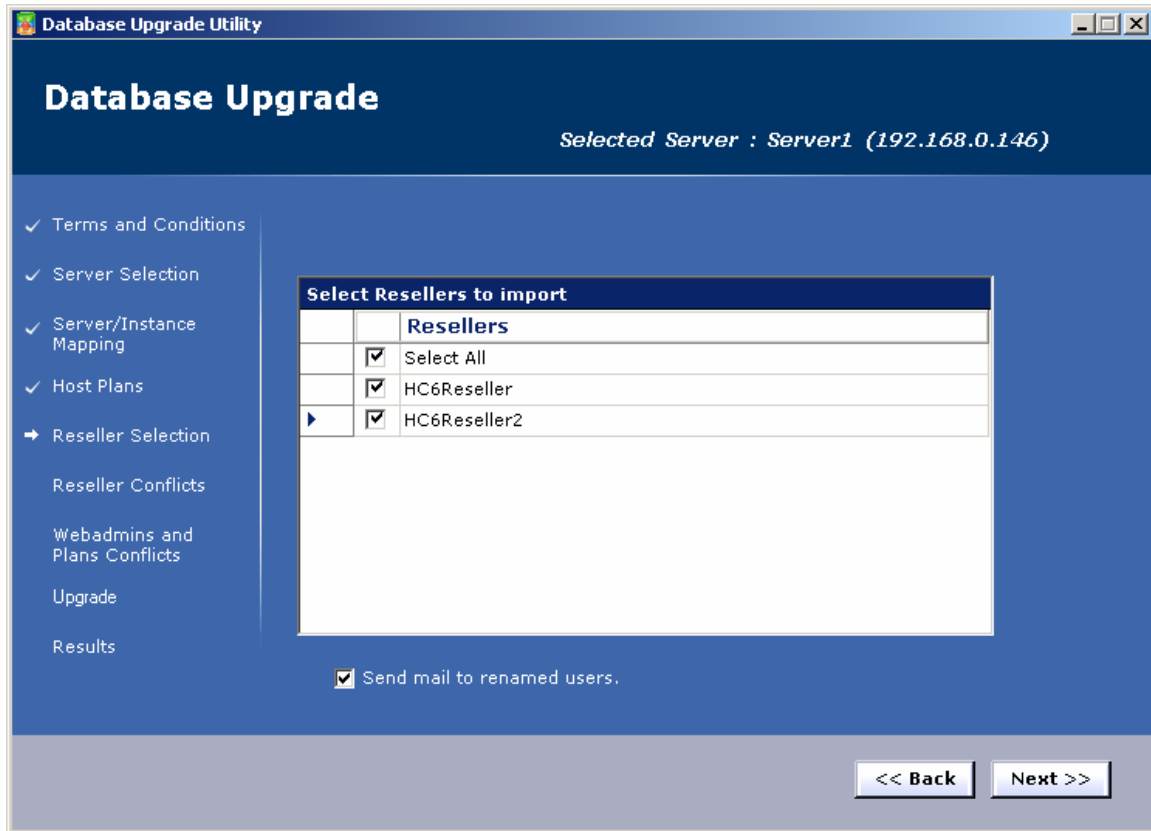 Database Upgrade Utility
Database Upgrade
Selected Server : Server1 (192.168.0.146)
Terms and Conditions
Server Selection
Server/Instance
Mapping
Host Plans
Reseller Selection
Reseller Conflicts
Webadmins and
Plans Conflicts
Upgrade
Results
Select Resellers to import
Resellers
Select All
HC6Reseller
HC6Reseller2
Send mail to renamed users.
<< Back
Next >>